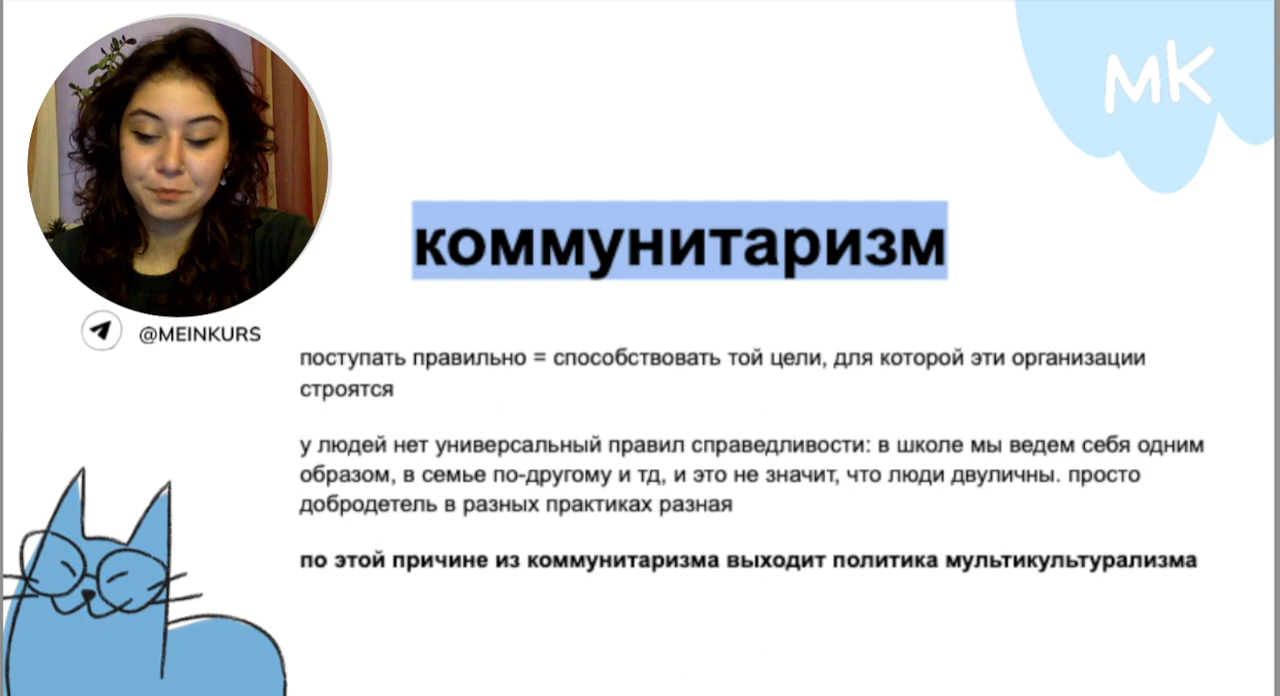 МК
коммунитаризм
@MEINKURS
поступать правильно = способствовать той цели, для которой эти организации
строятся
у людей нет универсальный правил справедливости: в школе мы ведем себя одним
образом, в семье по-другому и тд, и это не значит, что люди двуличны. просто
добродетель в разных практиках разная
по этой причине из коммунитаризма выходит политика мультикультурализма